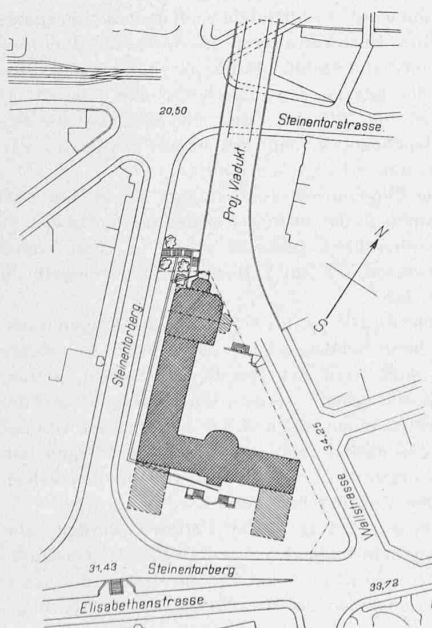 20,50
Steinentorstrasse.
Proj. Viadukt
N
S
Steinentorberg
34,25
Wallstrasse
31,43
Steinentorberg
33,72
Elisabethenstrasse.